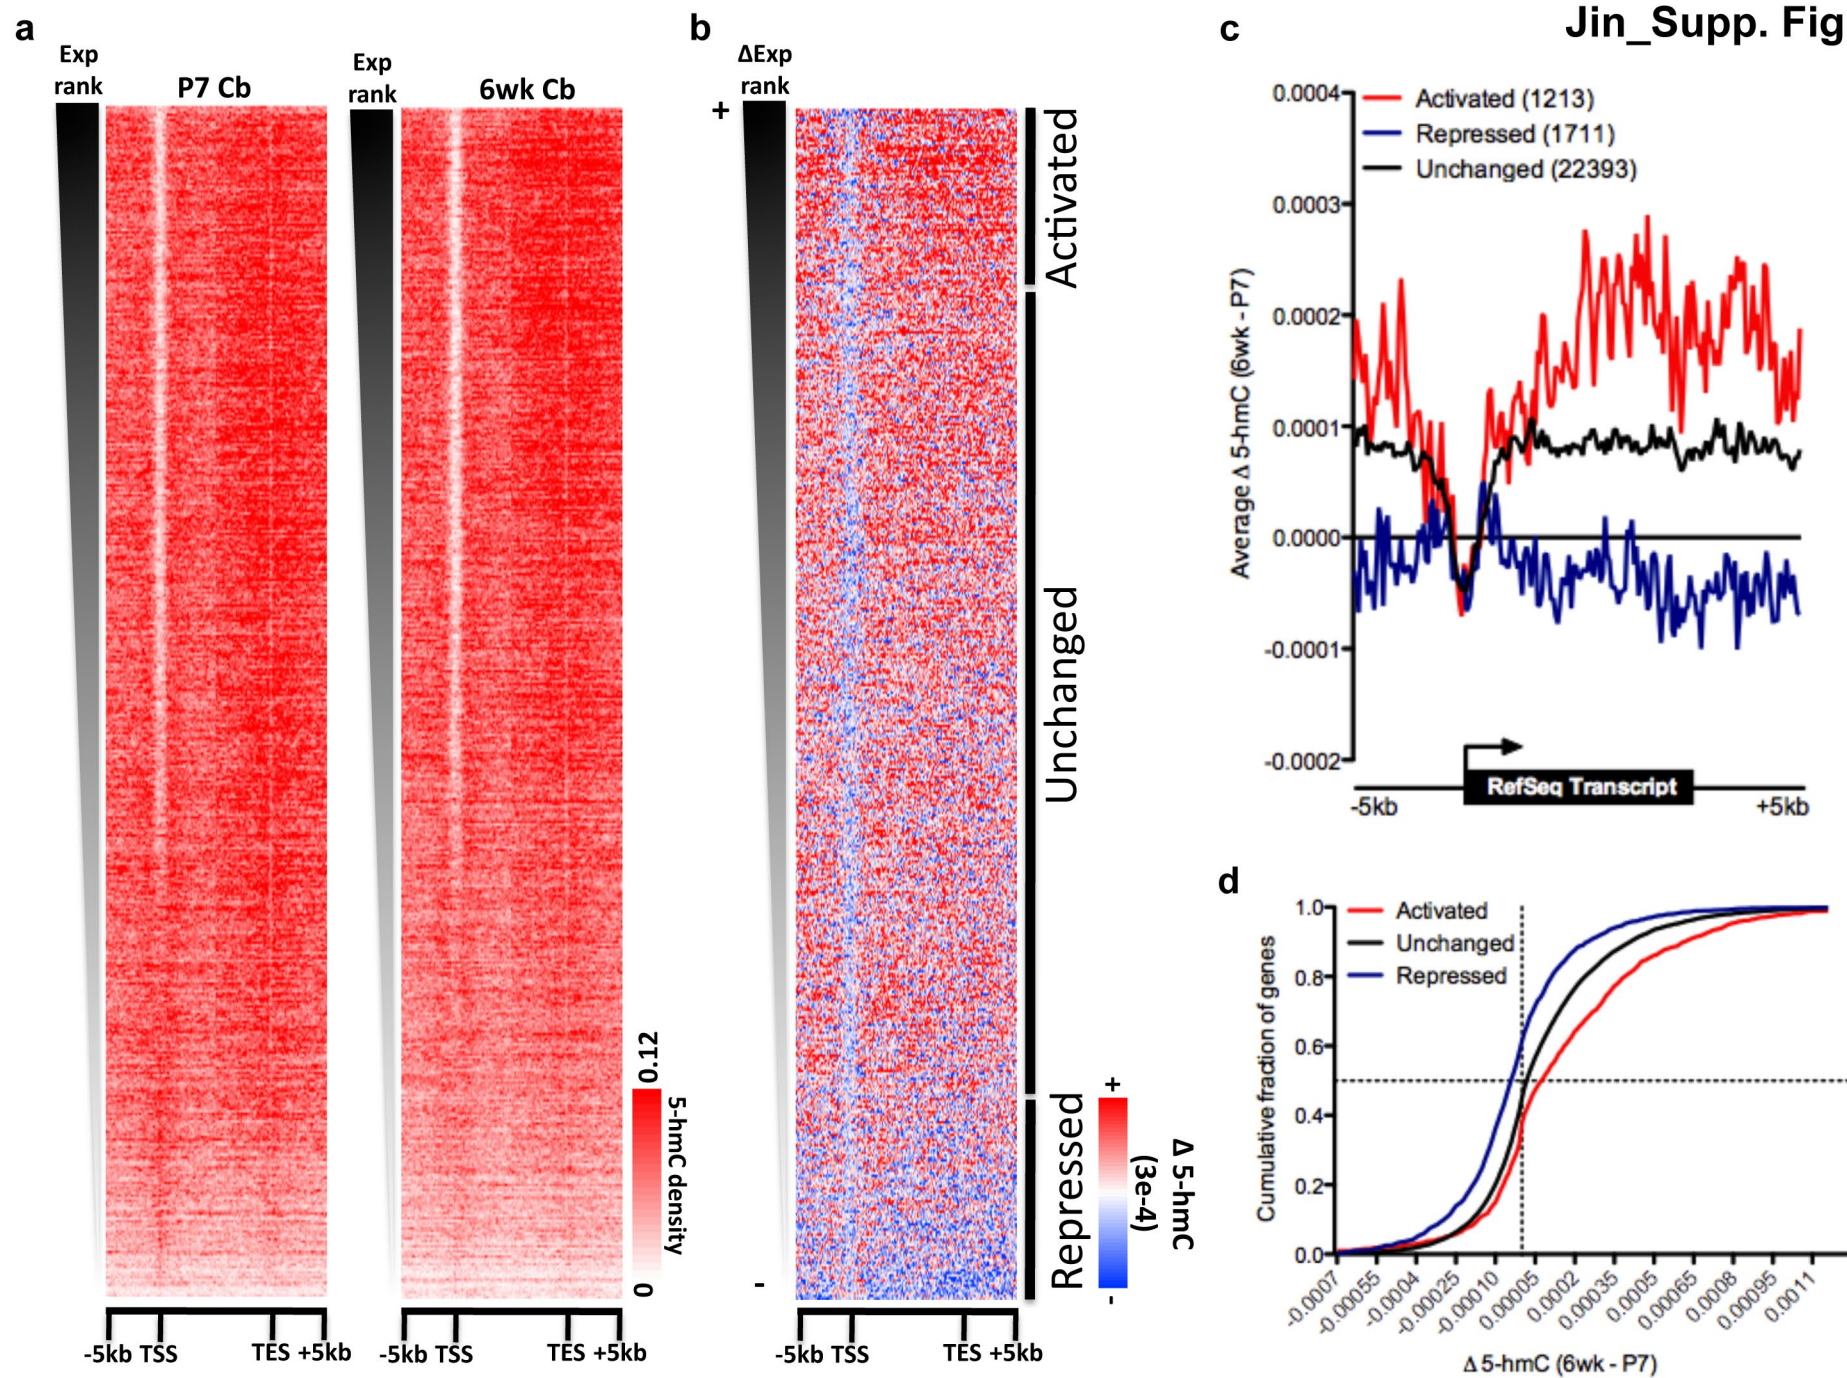 Jin_Supp. Fig
a
Exp
rank
P7 Cb
Exp
rank
6wk Cb
0.12
5-hmC density
0
-5kb TSS TES +5kb
-5kb TSS TES +5kb
b
ΔExp
rank
+
-
Activated
Unchanged
Repressed
+
Δ 5-hmC
(3e-4)
-
-5kb TSS TES +5kb
c
Activated (1213)
Repressed (1711)
Unchanged (22393)
Average Δ 5-hmC (6wk - P7)
0.0004
0.0003
0.0002
0.0001
0.0000
-0.0001
-0.0002
RefSeq Transcript
-5kb +5kb
d
Activated
Unchanged
Repressed
Cumulative fraction of genes
1.0
0.8
0.6
0.4
0.2
0.0
-0.0007 -0.00055 -0.0004 -0.00025 -0.00010 0.00005 0.0002 0.00035 0.0005 0.00065 0.0008 0.00095 0.0011
Δ 5-hmC (6wk - P7)